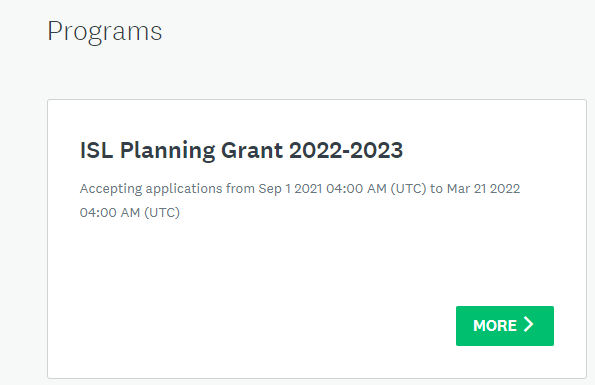 Programs
ISL Planning Grant 2022-2023
Accepting applications from Sep 1 2021 04:00 AM (UTC) to Mar 21 2022
04:00 AM (UTC)
MORE